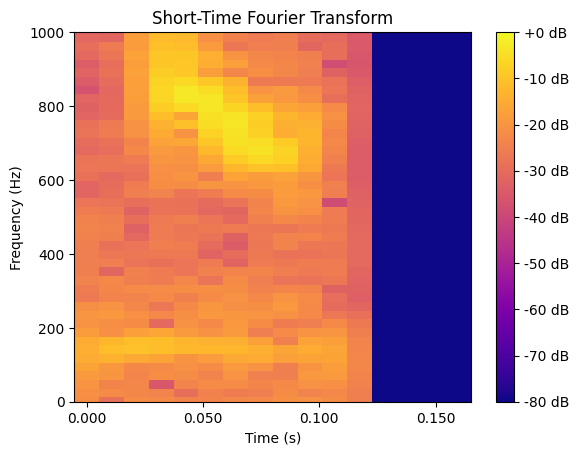 Short-Time Fourier Transform
1000
800
600
400
200
0
Frequency (Hz)
0.000
0.050
0.100
0.150
Time (s)
+0 dB
-10 dB
-20 dB
-30 dB
-40 dB
-50 dB
-60 dB
-70 dB
-80 dB